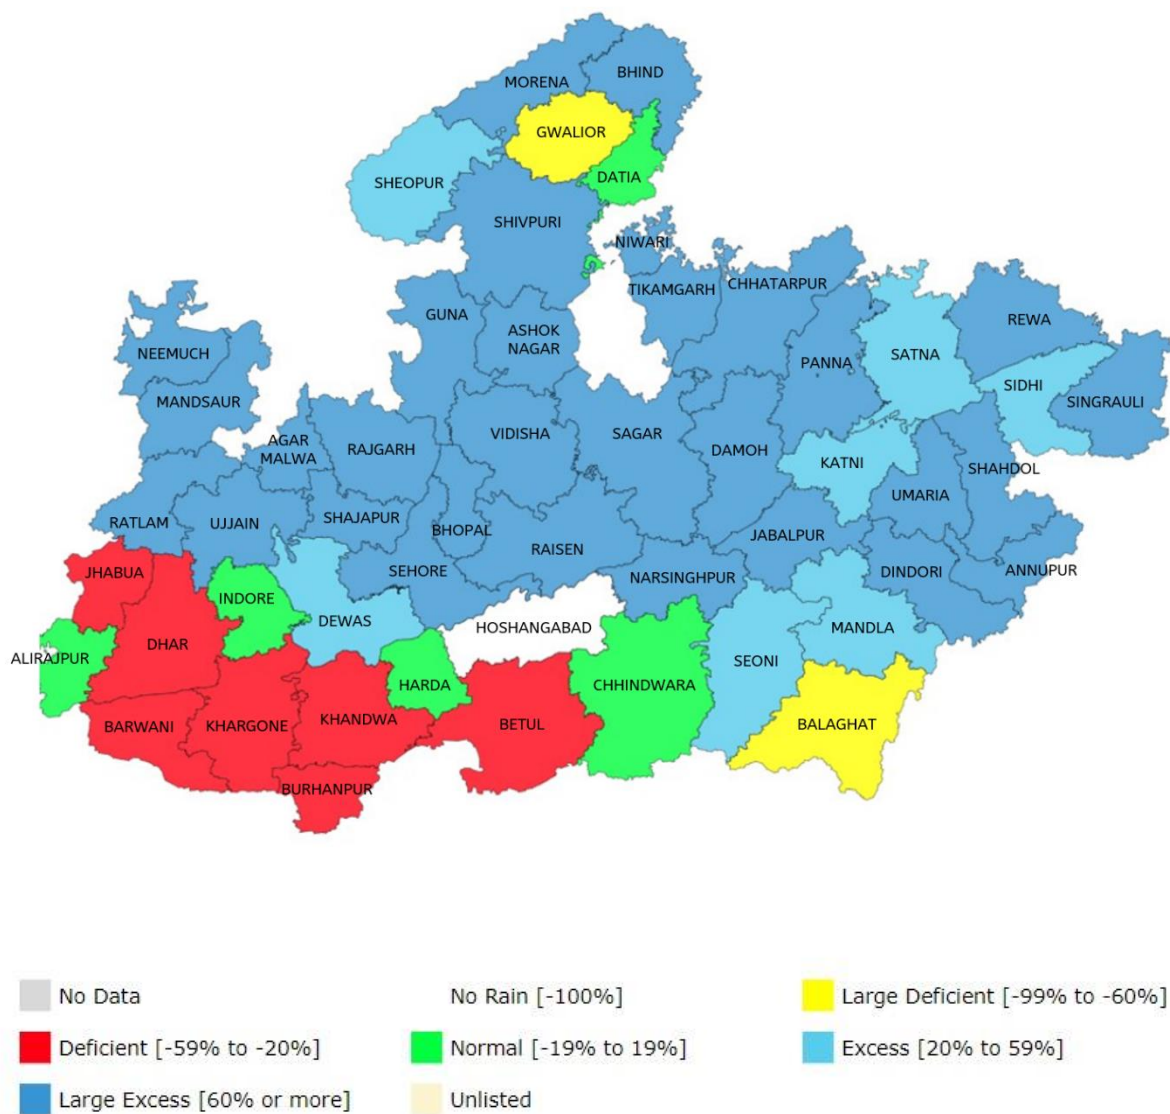 MORENA
BHIND
GWALIOR
DATIA
SHEOPUR
SHIVPURI
NIWARI
TIKAMGARH
CHHATARPUR
GUNA
ASHOK
NAGAR
REWA
NEEMUCH
PANNA
SATNA
SIDHI
SINGRAULI
MANDSAUR
AGAR
MALWA
RAJGARH
VIDISHA
SAGAR
DAMOH
KATNI
SHAHDOL
UMARIA
RATLAM
UJJAIN
SHAJAPUR
BHOPAL
RAISEN
JABALPUR
JHABUA
SEHORE
NARSINGHPUR
DINDORI
ANNUPUR
INDORE
DEWAS
HOSHANGABAD
MANDLA
ALIRAJPUR
DHAR
HARDA
CHHINDWARA
SEONI
BARWANI
KHARGONE
KHANDWA
BETUL
BALAGHAT
BURHANPUR
No Data
No Rain [-100%]
Large Deficient [-99% to -60%]
Deficient [-59% to -20%]
Normal [-19% to 19%]
Excess [20% to 59%]
Large Excess [60% or more]
Unlisted